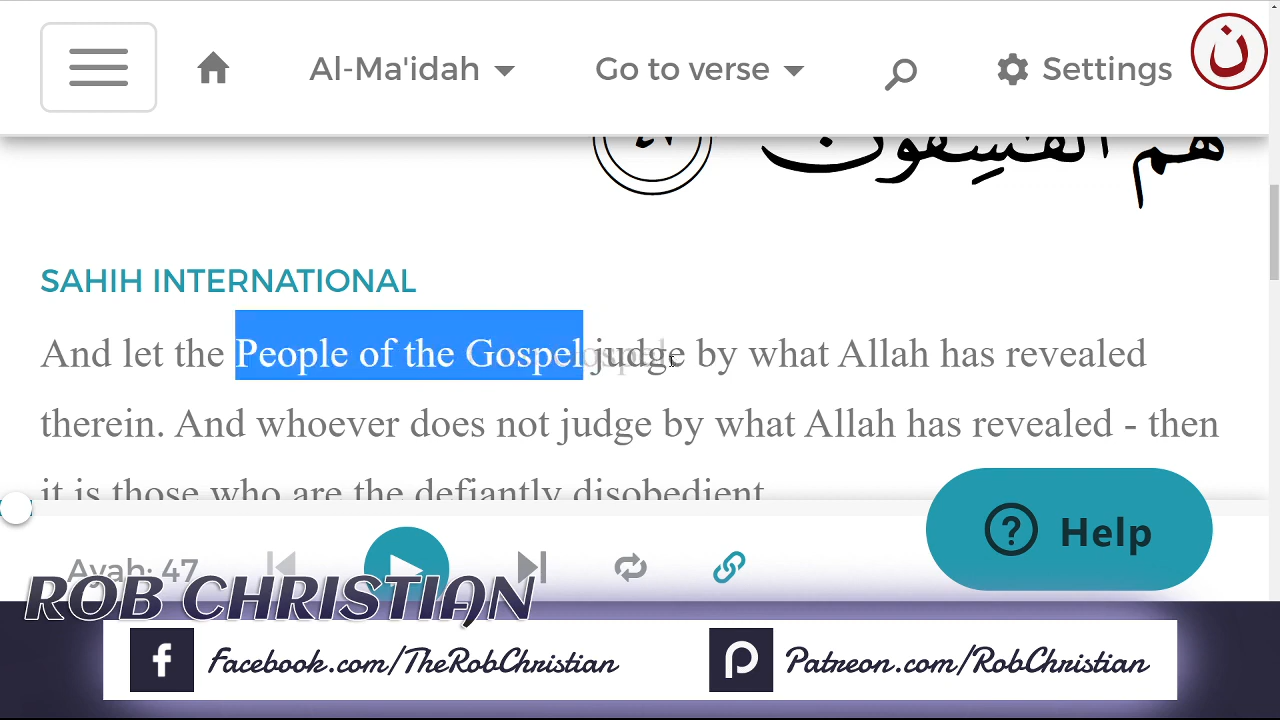 Al-Ma'idah Go to verse Settings ن
هم الفسقون ٤٧
SAHIH INTERNATIONAL
And let the People of the Gospel judge by what Allah has revealed
therein. And whoever does not judge by what Allah has revealed - then
it is those who are the defiantly disobedient.
Help
Ayah: 47
ROB CHRISTIAN
f Facebook.com/TheRobChristian Patreon.com/RobChristian